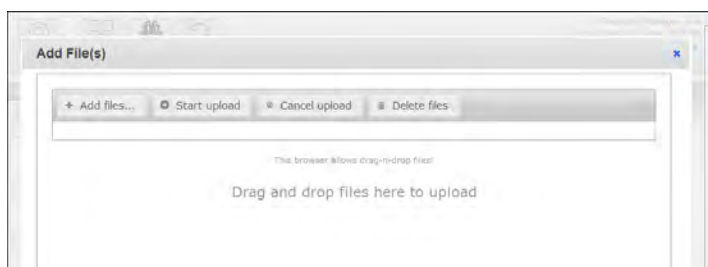 Add File(s)
Add files... Start upload Cancel upload Delete files
This browser allows drag-n-drop files!
Drag and drop files here to upload